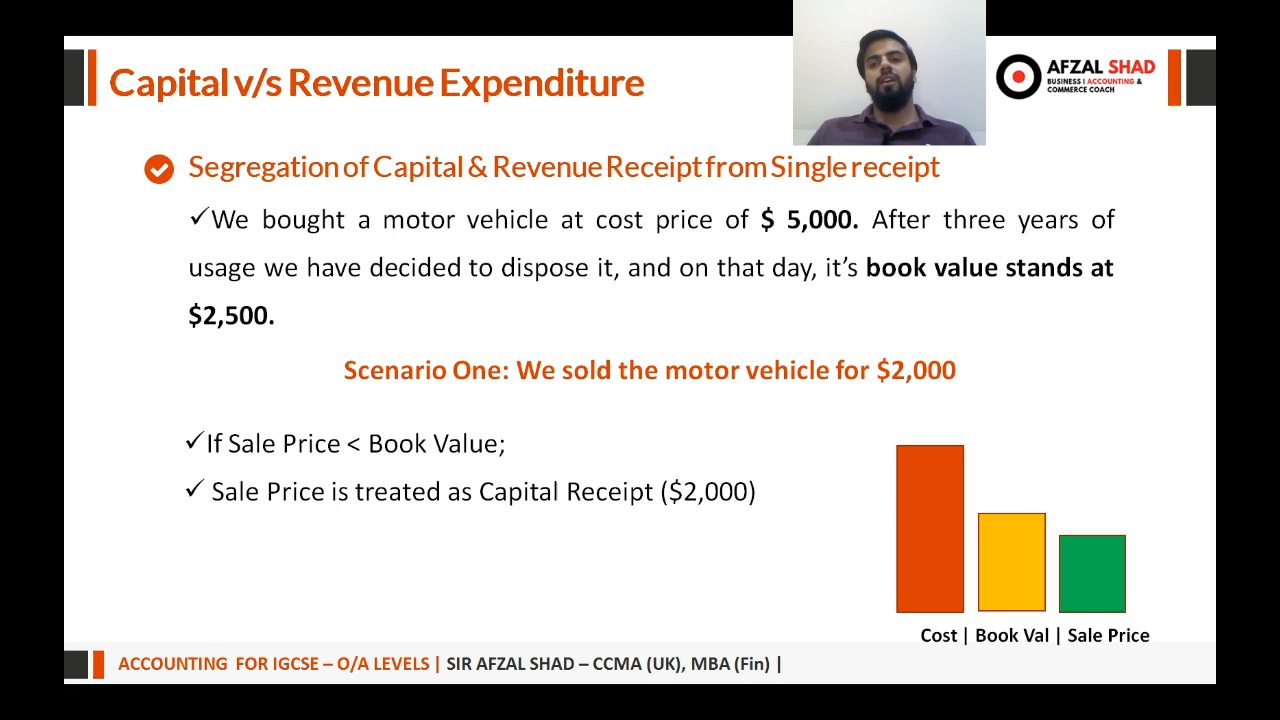 Capital v/s Revenue Expenditure
AFZAL SHAD
BUSINESS I ACCOUNTING &
COMMERCE COACH
Segregation of Capital & Revenue Receipt from Single receipt
✓We bought a motor vehicle at cost price of $ 5,000. After three years of
usage we have decided to dispose it, and on that day, it’s book value stands at
$2,500.
Scenario One: We sold the motor vehicle for $2,000
✓If Sale Price < Book Value;
✓ Sale Price is treated as Capital Receipt ($2,000)
Cost | Book Val | Sale Price
ACCOUNTING FOR IGCSE – O/A LEVELS | SIR AFZAL SHAD – CCMA (UK), MBA (Fin) |